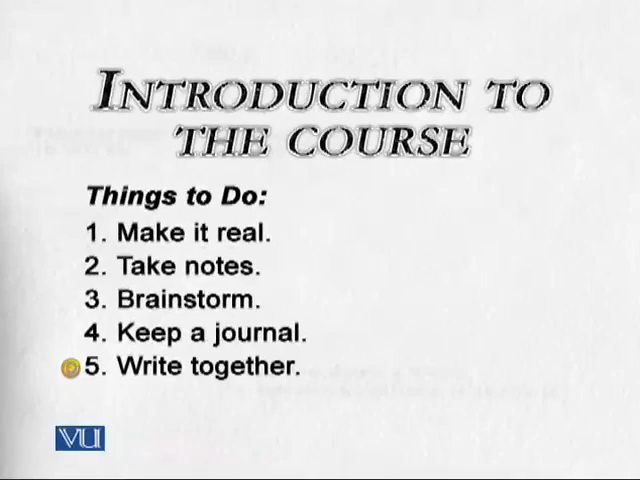 INTRODUCTION TO
THE COURSE
Things to Do:
1. Make it real.
2. Take notes.
3. Brainstorm.
4. Keep a journal.
5. Write together.
VU